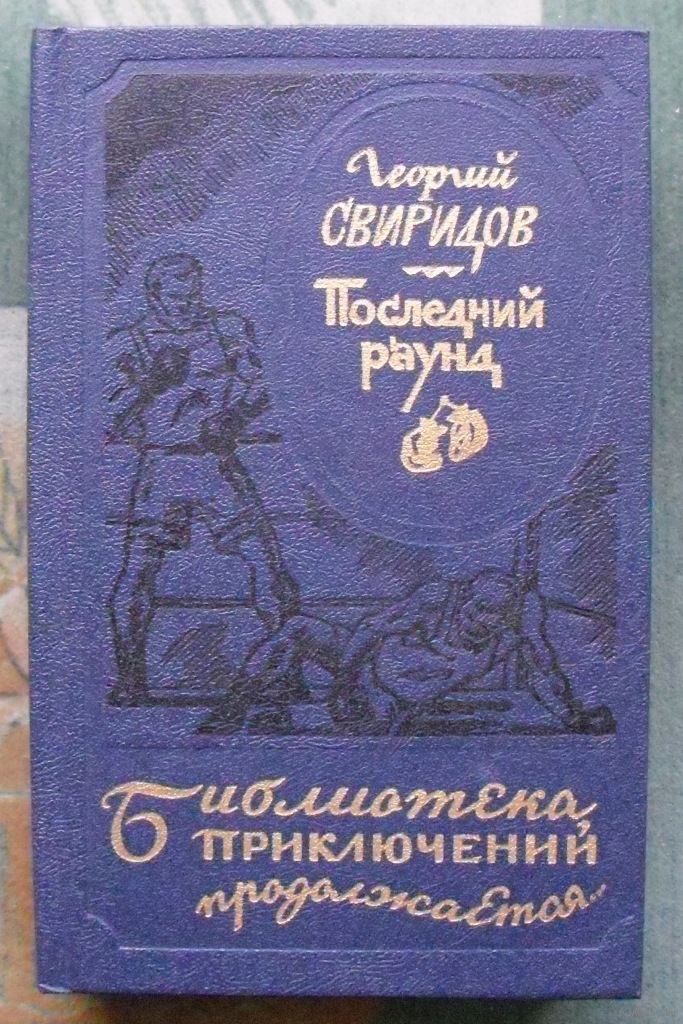 Георгий
СВИРИДОВ
Последний
раунд
Библиотека
ПРИКЛЮЧЕНИЙ
продолжается...